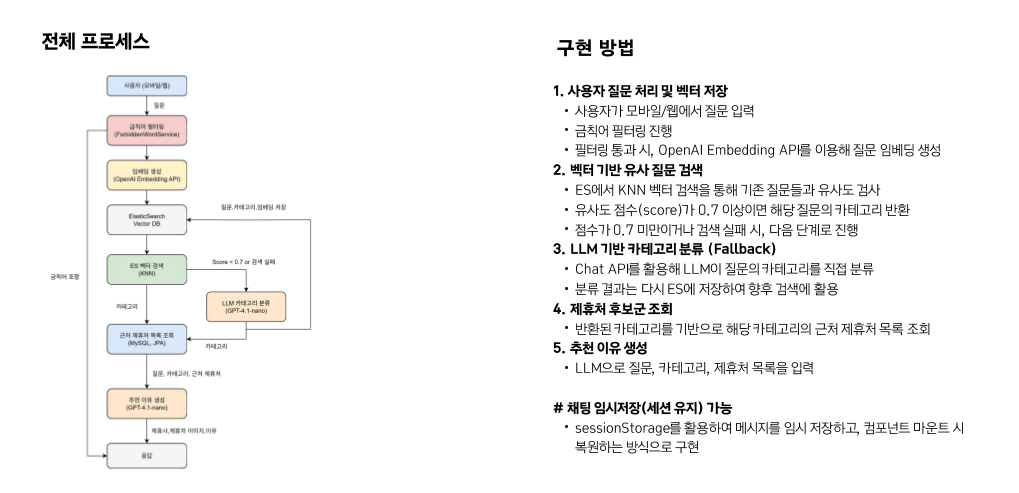 전체 프로세스
사용자 (모바일/웹)
질문
금칙어 필터링
(ForbiddenWordService)
임베딩 생성
(OpenAI Embedding API)
질문,카테고리,임베딩 저장
ElasticSearch
Vector DB
ES 벡터 검색
(KNN)
Score < 0.7 or 검색 실패
금칙어 포함
LLM 카테고리 분류
(GPT-4.1-nano)
카테고리
근처 제휴처 목록 조회
(MySQL, JPA)
카테고리
질문, 카테고리, 근처 제휴처
추천 이유 생성
(GPT-4.1-nano)
제휴사,제휴처 이미지,이유
응답
구현 방법
1. 사용자 질문 처리 및 벡터 저장
• 사용자가 모바일/웹에서 질문 입력
• 금칙어 필터링 진행
• 필터링 통과 시, OpenAI Embedding API를 이용해 질문 임베딩 생성
2. 벡터 기반 유사 질문 검색
• ES에서 KNN 벡터 검색을 통해 기존 질문들과 유사도 검사
• 유사도 점수(score)가 0.7 이상이면 해당 질문의 카테고리 반환
• 점수가 0.7 미만이거나 검색 실패 시, 다음 단계로 진행
3. LLM 기반 카테고리 분류 (Fallback)
• Chat API를 활용해 LLM이 질문의 카테고리를 직접 분류
• 분류 결과는 다시 ES에 저장하여 향후 검색에 활용
4. 제휴처 후보군 조회
• 반환된 카테고리를 기반으로 해당 카테고리의 근처 제휴처 목록 조회
5. 추천 이유 생성
• LLM으로 질문, 카테고리, 제휴처 목록을 입력
# 채팅 임시저장(세션 유지) 가능
• sessionStorage를 활용하여 메시지를 임시 저장하고, 컴포넌트 마운트 시
복원하는 방식으로 구현